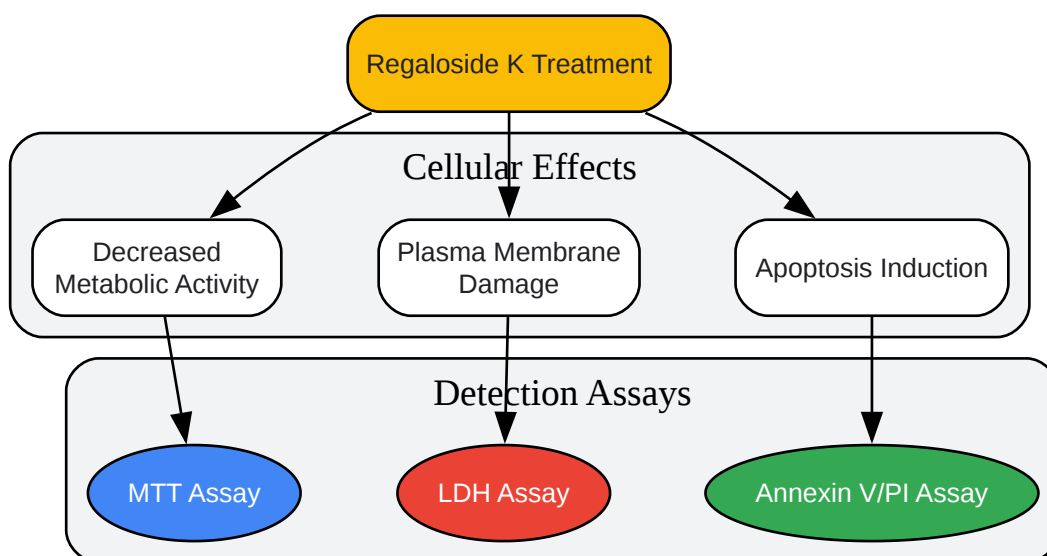 Regaloside K Treatment
Cellular Effects
Decreased
Metabolic Activity
Plasma Membrane
Damage
Apoptosis Induction
Detection Assays
MTT Assay
LDH Assay
Annexin V/PI Assay